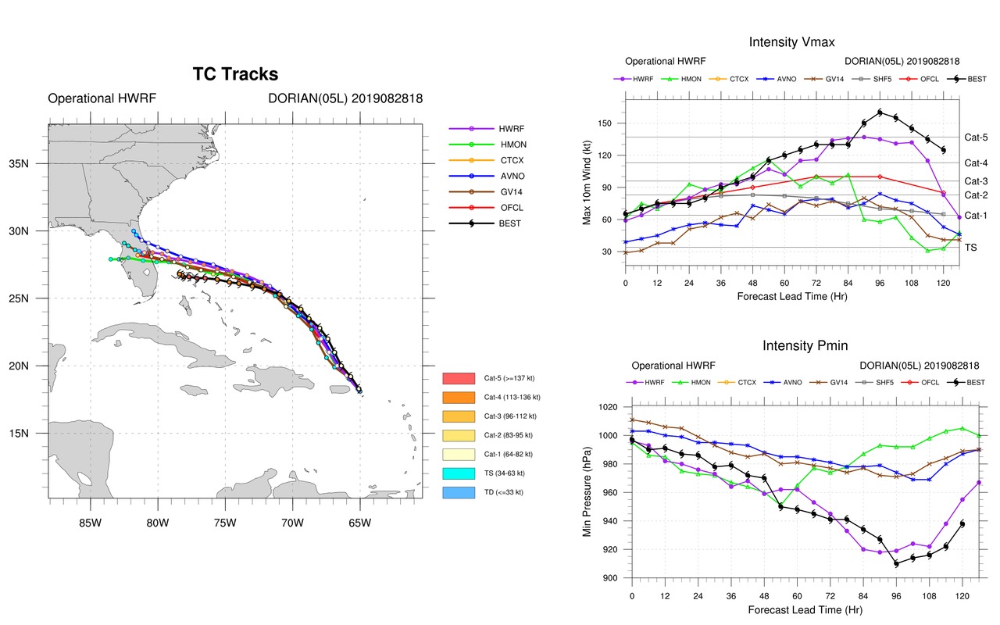 TC Tracks
Operational HWRF DORIAN(05L) 2019082818
35N
30N
25N
20N
15N
85W 80W 75W 70W 65W
HWRF
HMON
CTCX
AVNO
GV14
OFCL
BEST
Cat-5 (>=137 kt)
Cat-4 (113-136 kt)
Cat-3 (96-112 kt)
Cat-2 (83-95 kt)
Cat-1 (64-82 kt)
TS (34-63 kt)
TD (<=33 kt)
Intensity Vmax
Operational HWRF DORIAN(05L) 2019082818
HWRF HMON CTCX AVNO GV14 SHF5 OFCL BEST
Max 10m Wind (kt)
150
120
90
60
30
Cat-5
Cat-4
Cat-3
Cat-2
Cat-1
TS
0 12 24 36 48 60 72 84 96 108 120
Forecast Lead Time (Hr)
Intensity Pmin
Operational HWRF DORIAN(05L) 2019082818
HWRF HMON CTCX AVNO GV14 SHF5 OFCL BEST
Min Pressure (hPa)
1020
1000
980
960
940
920
900
0 12 24 36 48 60 72 84 96 108 120
Forecast Lead Time (Hr)